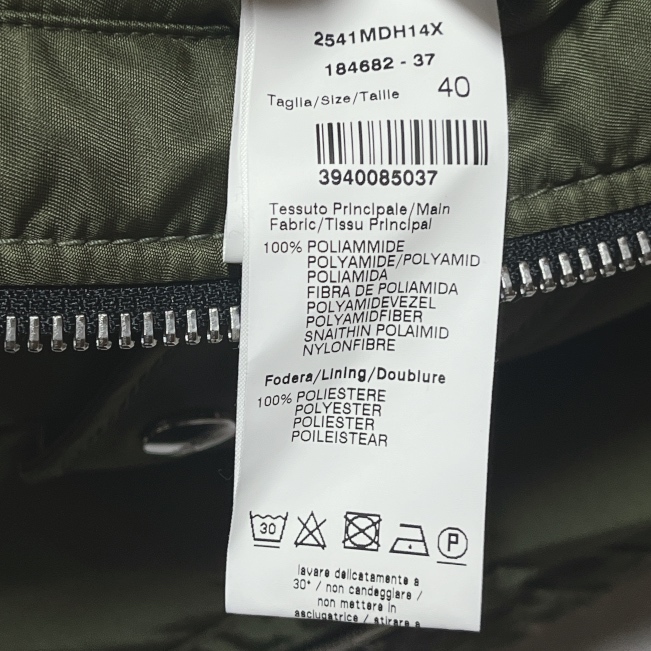 2541MDH14X
184682 - 37
Taglia/Size/Taille 40
3940085037
Tessuto Principale/Main
Fabric/Tissu Principal
100% POLIAMMIDE
POLYAMIDE/POLYAMID
POLIAMIDA
FIBRA DE POLIAMIDA
POLYAMIDEVEZEL
POLYAMIDFIBER
SNAITHIN POLAIMID
NYLONFIBRE
Fodera/Lining/Doublure
100% POLIESTERE
POLYESTER
POLIESTER
POILEISTEAR
30 P
lavare delicatamente a
30° / non candeggiare /
non mettere in
asciugatrice / stirare a